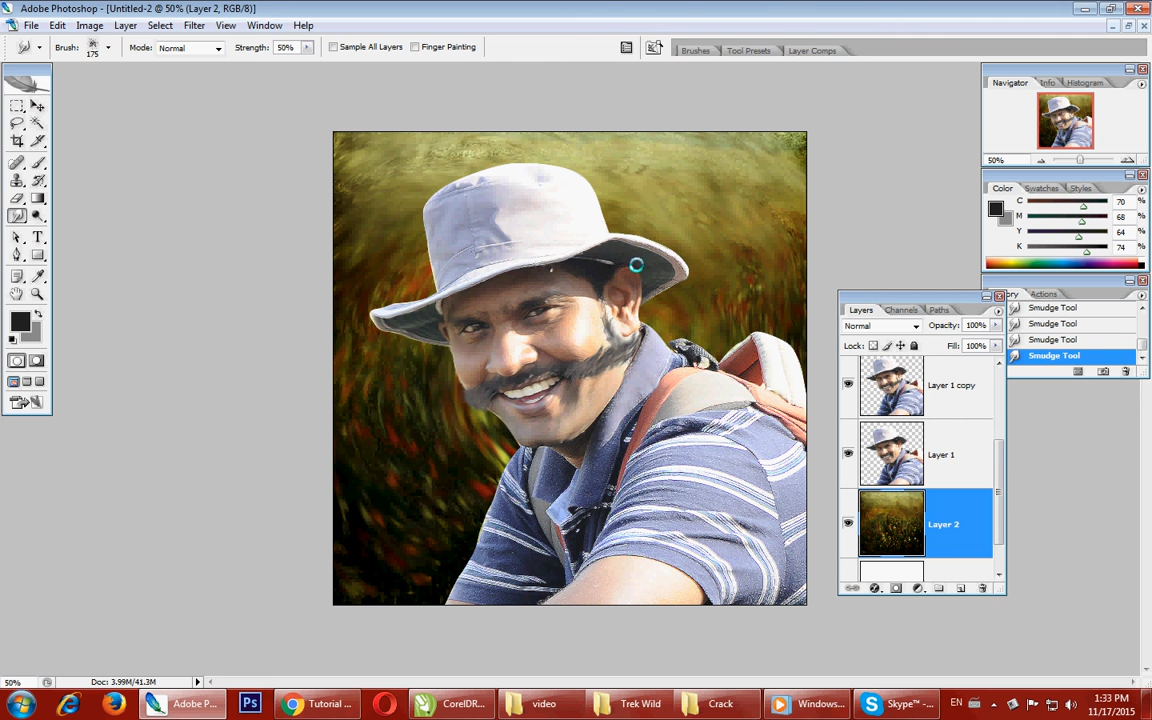 Adobe Photoshop - [Untitled-2 @ 50% (Layer 2, RGB/8)]
File Edit Image Layer Select Filter View Window Help
Brush: 175 Mode: Normal Strength: 50% Sample All Layers Finger Painting Brushes Tool Presets Layer Comps
Navigator Info Histogram
50%
Color Swatches Styles
C 70 %
M 68 %
Y 64 %
K 74 %
ory Actions
Smudge Tool
Smudge Tool
Smudge Tool
Smudge Tool
Layers Channels Paths
Normal Opacity: 100%
Lock: Fill: 100%
Layer 1 copy
Layer 1
Layer 2
50% Doc: 3.99M/41.3M
Adobe P... Ps Tutorial ... CorelDR... video Trek Wild Crack Windows... Skype™ -... EN
1:33 PM
11/17/2015